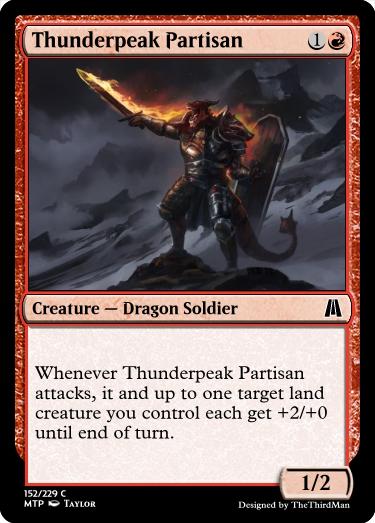 Thunderpeak Partisan 1
Creature — Dragon Soldier
Whenever Thunderpeak Partisan
attacks, it and up to one target land
creature you control each get +2/+0
until end of turn.
1/2
152/229 C
MTP TAYLOR Designed by TheThirdMan